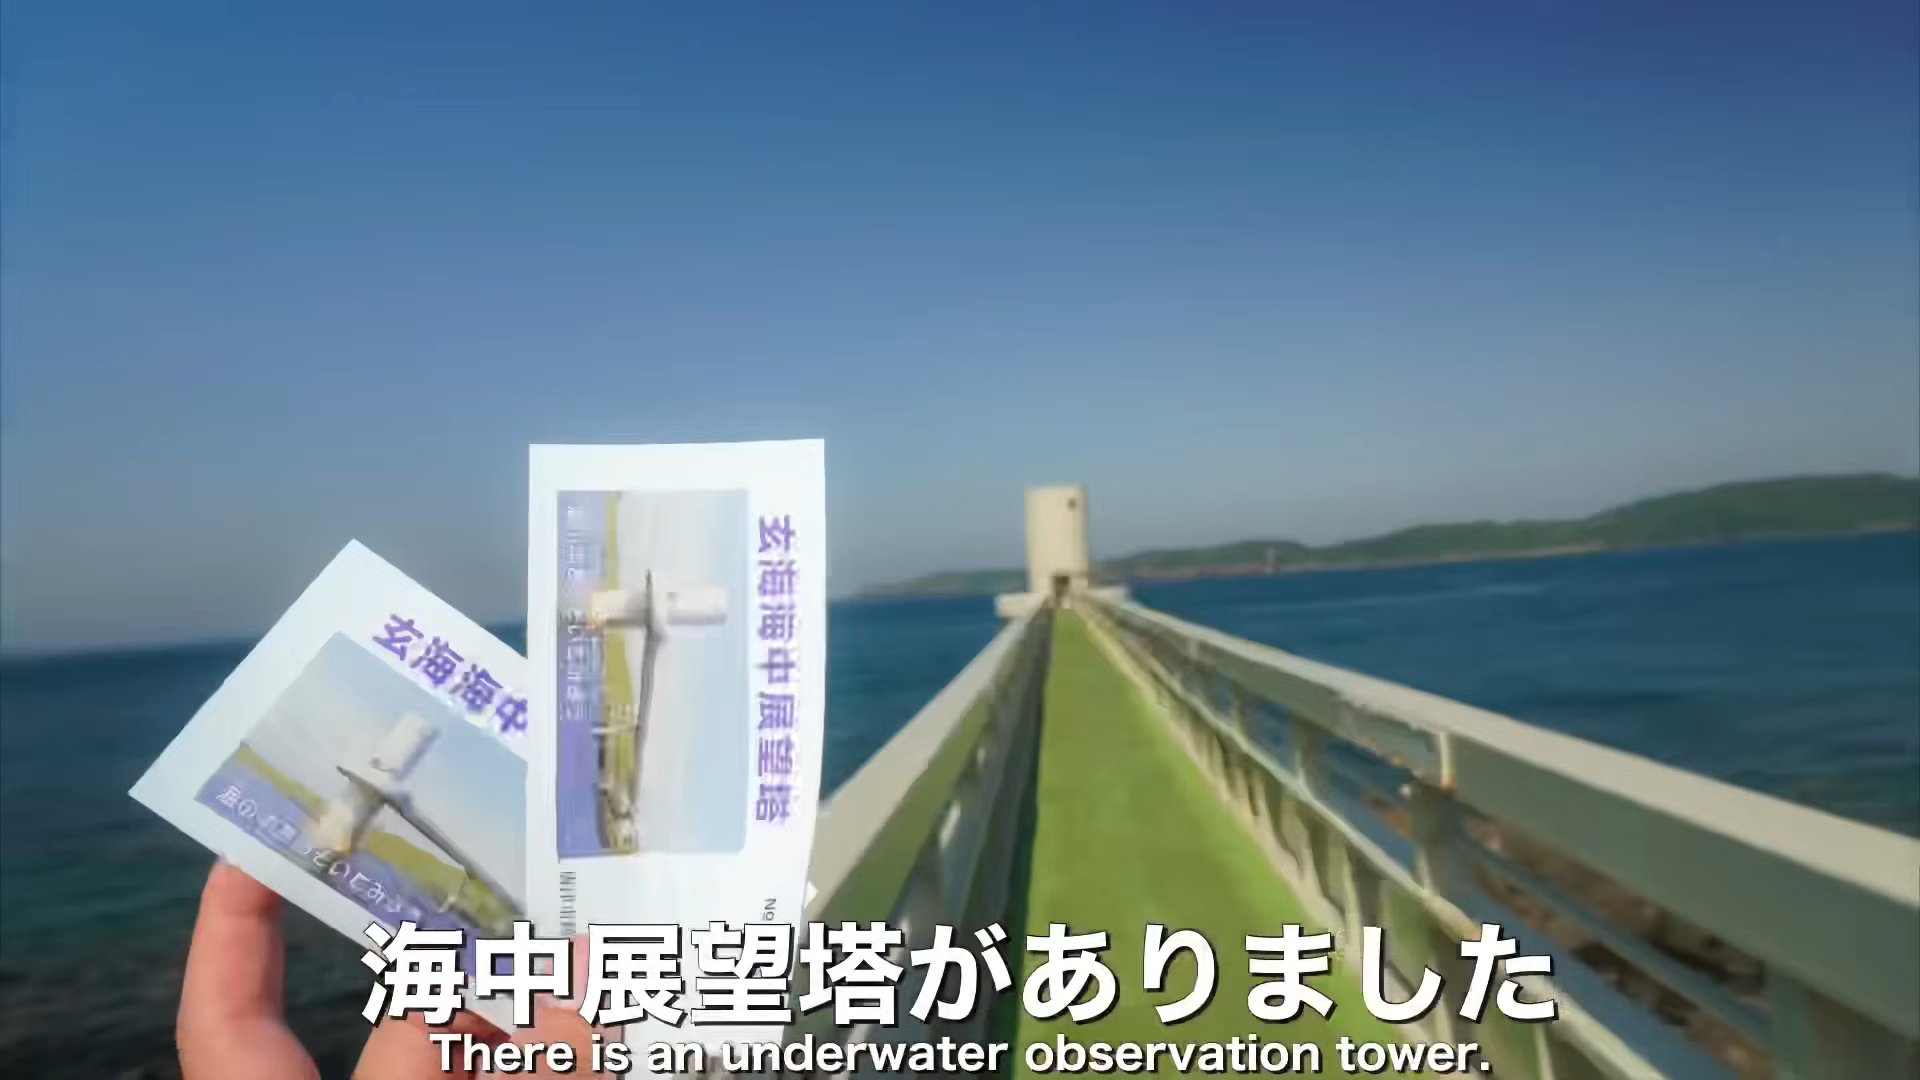 玄海海中
玄海海中展望塔
No
海中展望塔がありました
There is an underwater observation tower.